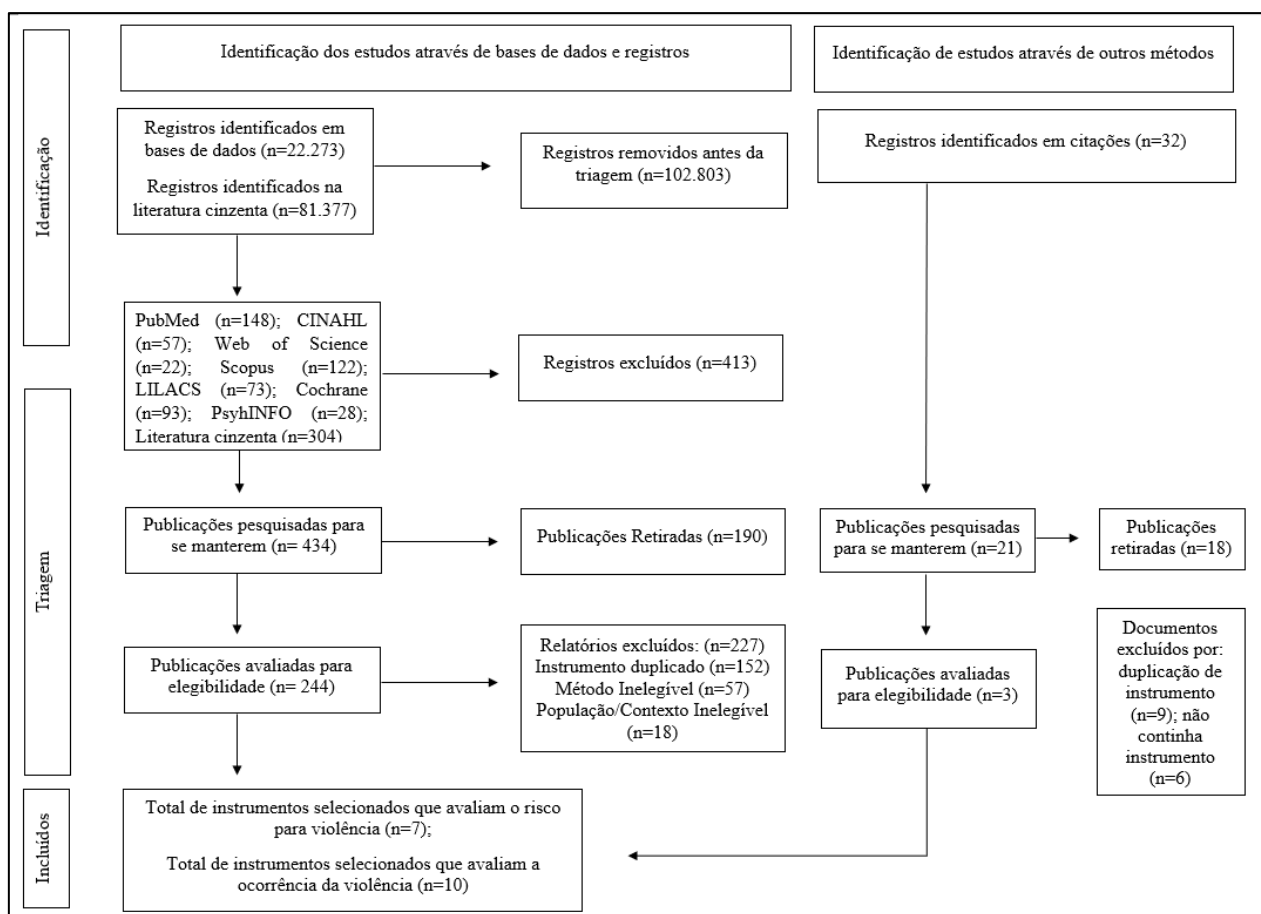 Identificação
Identificação dos estudos através de bases de dados e registros
Identificação de estudos através de outros métodos
Registros identificados em
bases de dados (n=22.273)
Registros identificados na
literatura cinzenta (n=81.377)
Registros removidos antes da
triagem (n=102.803)
Registros identificados em citações (n=32)
PubMed (n=148); CINAHL
(n=57); Web of Science
(n=22); Scopus (n=122);
LILACS (n=73); Cochrane
(n=93); PsyhINFO (n=28);
Literatura cinzenta (n=304)
Registros excluídos (n=413)
Triagem
Publicações pesquisadas para
se manterem (n= 434)
Publicações Retiradas (n=190)
Publicações pesquisadas
para se manterem (n=21)
Publicações
retiradas (n=18)
Publicações avaliadas para
elegibilidade (n= 244)
Relatórios excluídos: (n=227)
Instrumento duplicado (n=152)
Método Inelegível (n=57)
População/Contexto Inelegível
(n=18)
Publicações avaliadas
para elegibilidade (n=3)
Documentos
excluídos por:
duplicação de
instrumento
(n=9); não
continha
instrumento
(n=6)
Incluídos
Total de instrumentos selecionados que avaliam o risco
para violência (n=7);
Total de instrumentos selecionados que avaliam a
ocorrência da violência (n=10)